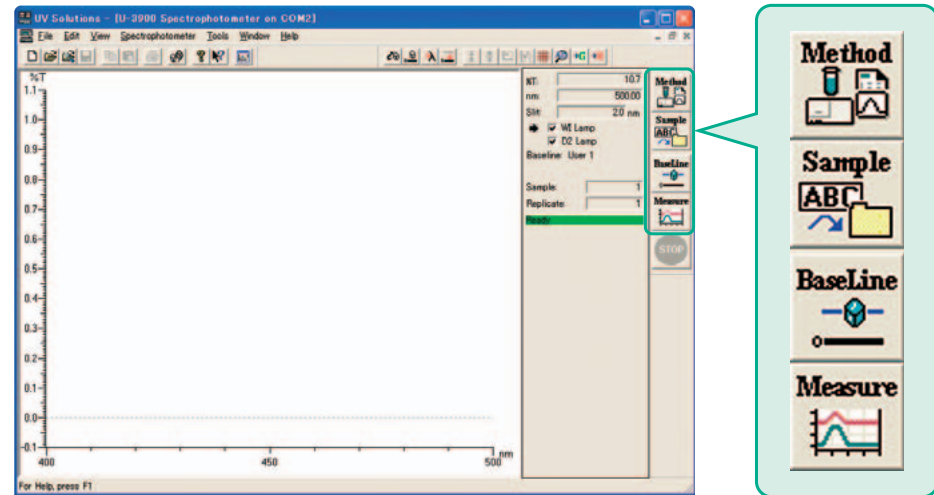 UV Solutions - [U-3900 Spectrophotometer on COM2]
File Edit View Spectrophotometer Tools Window Help
%T
1.1
1.0
0.9
0.8
0.7
0.6
0.5
0.4
0.3
0.2
0.1
0.0
-0.1
400 450 500 nm
%T: 10.7
nm: 500.00
Slit: 2.0 nm
WI Lamp
D2 Lamp
Baseline: User 1
Sample: 1
Replicate: 1
Ready
Method
Sample
ABC
BaseLine
Measure
STOP
For Help, press F1
Method
Sample
ABC
BaseLine
Measure